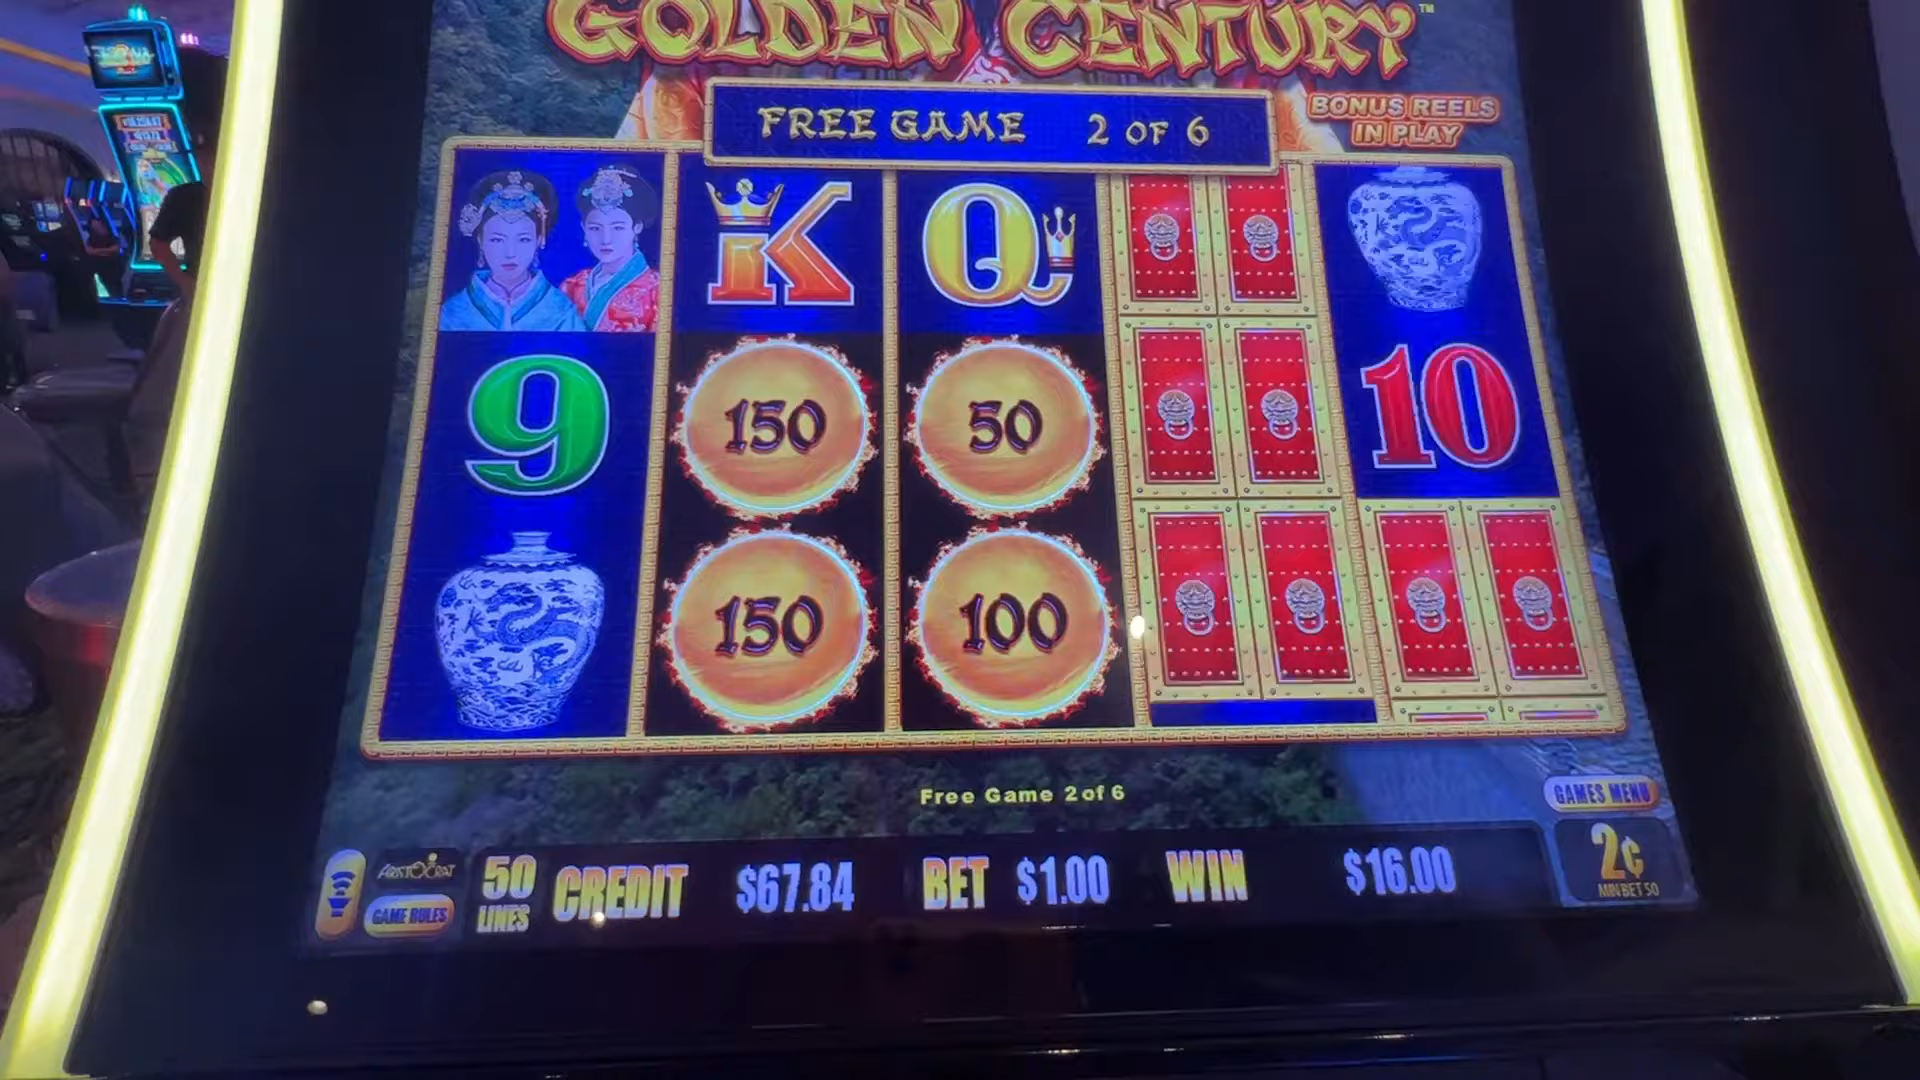 GOLDEN CENTURY™
FREE GAME 2 OF 6
BONUS REELS
IN PLAY
K Q
9 150 50 10
150 100
Free Game 2 of 6
GAMES MENU
ARISTOCRAT
GAME RULES
50
LINES
CREDIT $67.84 BET $1.00 WIN $16.00
2¢
MIN BET 50